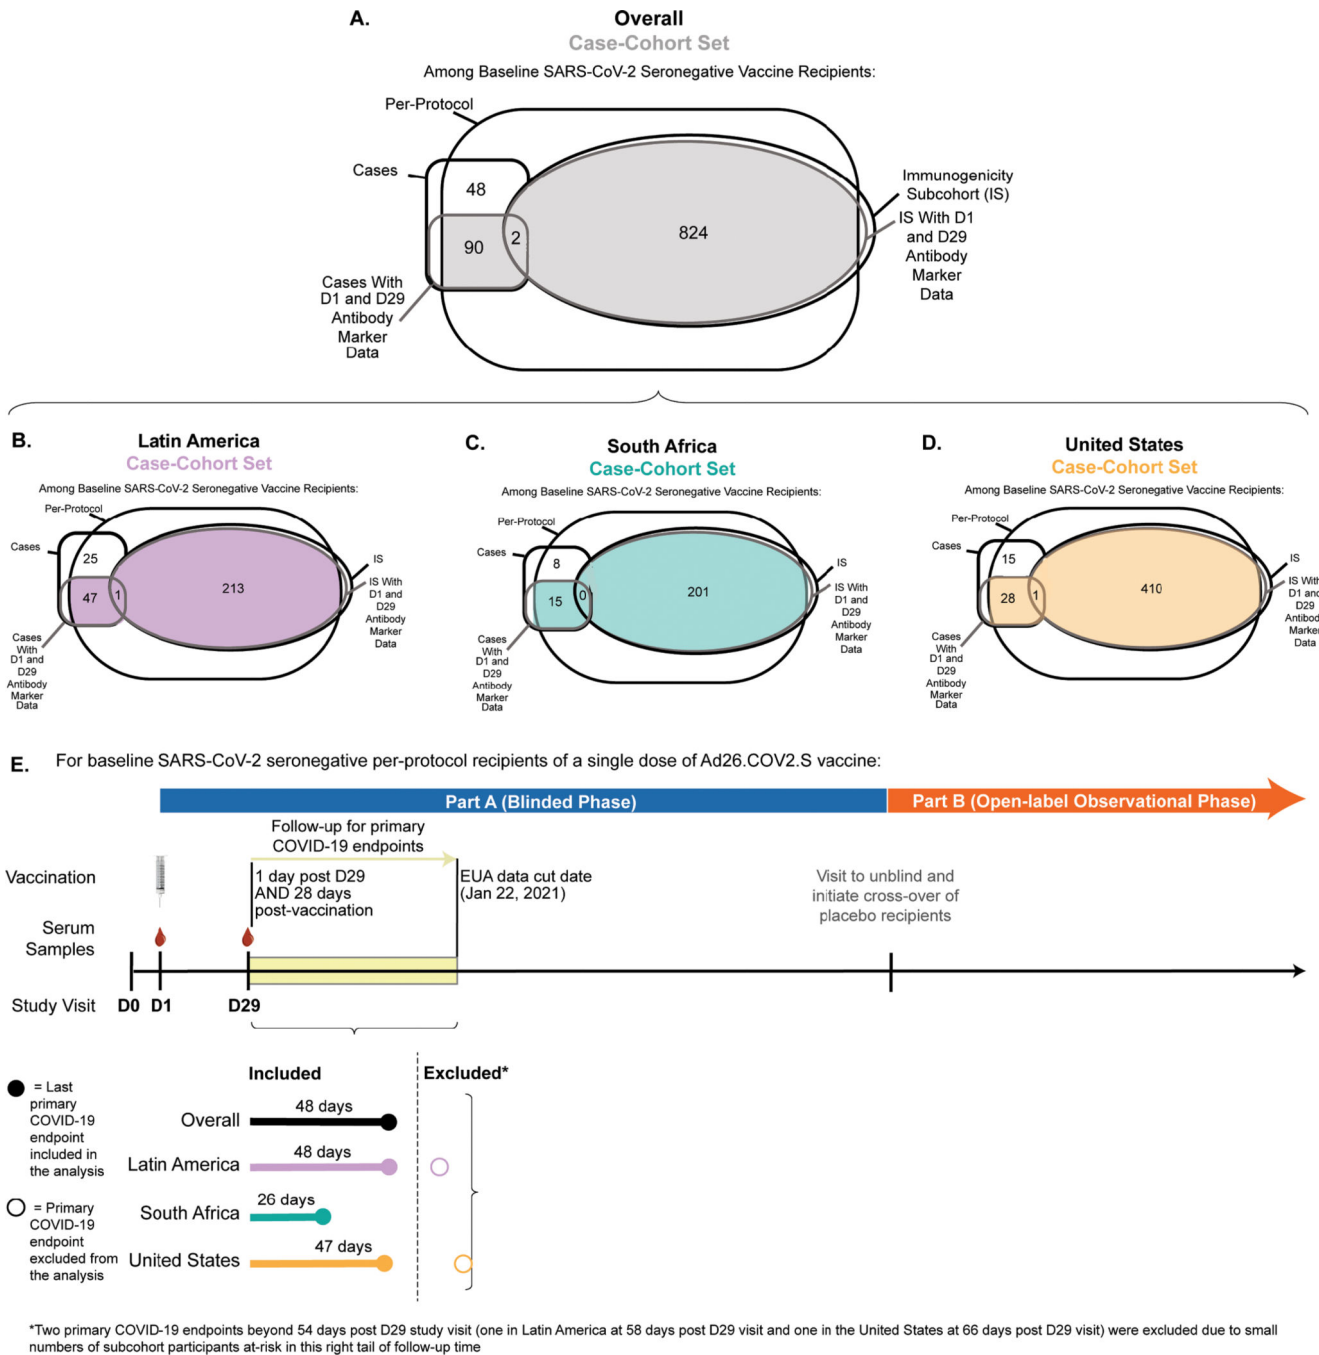 A.
Overall
Case-Cohort Set
Among Baseline SARS-CoV-2 Seronegative Vaccine Recipients:
Per-Protocol
Cases
48
90
2
824
Immunogenicity
Subcohort (IS)
IS With D1
and D29
Antibody
Marker
Data
Cases With
D1 and D29
Antibody
Marker
Data
B.
Latin America
Case-Cohort Set
Among Baseline SARS-CoV-2 Seronegative Vaccine Recipients:
Per-Protocol
Cases
25
47
1
213
IS
IS With
D1 and
D29
Antibody
Marker
Data
Cases
With
D1 and
D29
Antibody
Marker
Data
C.
South Africa
Case-Cohort Set
Among Baseline SARS-CoV-2 Seronegative Vaccine Recipients:
Per-Protocol
Cases
8
15
0
201
IS
IS With
D1 and
D29
Antibody
Marker
Data
Cases
With
D1 and
D29
Antibody
Marker
Data
D.
United States
Case-Cohort Set
Among Baseline SARS-CoV-2 Seronegative Vaccine Recipients:
Per-Protocol
Cases
15
28
1
410
IS
IS With
D1 and
D29
Antibody
Marker
Data
Cases
With
D1 and
D29
Antibody
Marker
Data
E.
For baseline SARS-CoV-2 seronegative per-protocol recipients of a single dose of Ad26.COV2.S vaccine:
Part A (Blinded Phase)
Part B (Open-label Observational Phase)
Follow-up for primary
COVID-19 endpoints
Vaccination
1 day post D29
AND 28 days
post-vaccination
EUA data cut date
(Jan 22, 2021)
Visit to unblind and
initiate cross-over of
placebo recipients
Serum
Samples
Study Visit
D0
D1
D29
Included
Excluded*
= Last
primary
COVID-19
endpoint
included in
the analysis
= Primary
COVID-19
endpoint
excluded from
the analysis
Overall
48 days
Latin America
48 days
South Africa
26 days
United States
47 days
*Two primary COVID-19 endpoints beyond 54 days post D29 study visit (one in Latin America at 58 days post D29 visit and one in the United States at 66 days post D29 visit) were excluded due to small
numbers of subcohort participants at-risk in this right tail of follow-up time